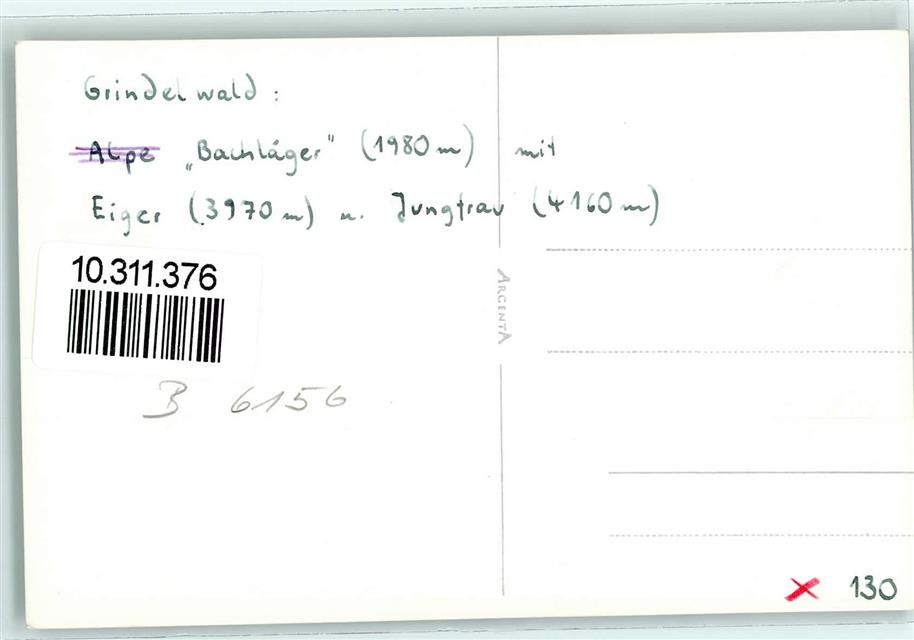 Grindelwald:
Alpe „Bachläger" (1980 m) mit
Eiger (3970 m) u. Jungfrau (4160 m)
10.311.376
ARGENTA
B 6156
X 130